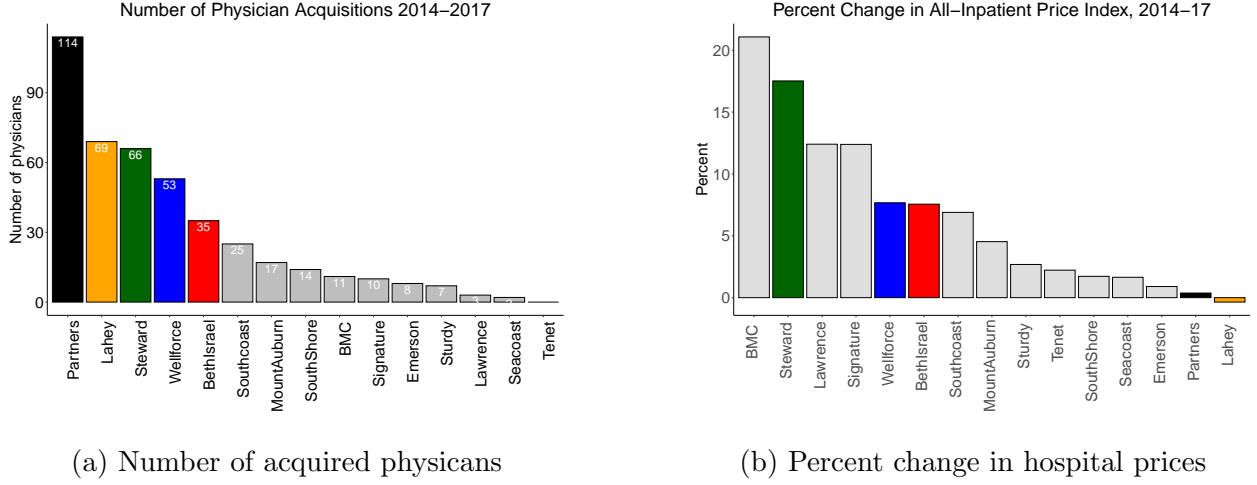 Number of Physician Acquisitions 2014−2017
Number of physicians
90
60
30
0
114
69
66
53
35
25
17
14
11
10
8
7
3
2
Partners
Lahey
Steward
Wellforce
BethIsrael
Southcoast
MountAuburn
SouthShore
BMC
Signature
Emerson
Sturdy
Lawrence
Seacoast
Tenet
(a) Number of acquired physicans
Percent Change in All−Inpatient Price Index, 2014−17
Percent
20
15
10
5
0
BMC
Steward
Lawrence
Signature
Wellforce
BethIsrael
Southcoast
MountAuburn
Sturdy
Tenet
SouthShore
Seacoast
Emerson
Partners
Lahey
(b) Percent change in hospital prices